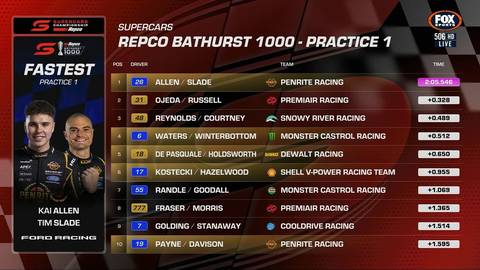 SUPERCARS
CHAMPIONSHIP
Repco
Repco
BATHURST
1000
FASTEST
PRACTICE 1
KAI ALLEN
TIM SLADE
FORD RACING
SUPERCARS
REPCO BATHURST 1000 - PRACTICE 1
FOX
SPORTS
506 HD
LIVE
POS DRIVER TEAM TIME
1 26 ALLEN / SLADE PENRITE RACING 2:05.546
2 31 OJEDA / RUSSELL PREMIAIR RACING +0.328
3 48 REYNOLDS / COURTNEY SNOWY RIVER RACING +0.489
4 6 WATERS / WINTERBOTTOM MONSTER CASTROL RACING +0.512
5 18 DE PASQUALE / HOLDSWORTH DEWALT RACING +0.650
6 17 KOSTECKI / HAZELWOOD SHELL V-POWER RACING TEAM +0.955
7 55 RANDLE / GOODALL MONSTER CASTROL RACING +1.069
8 777 FRASER / MORRIS PREMIAIR RACING +1.365
9 7 GOLDING / STANAWAY COOLDRIVE RACING +1.514
10 19 PAYNE / DAVISON PENRITE RACING +1.595